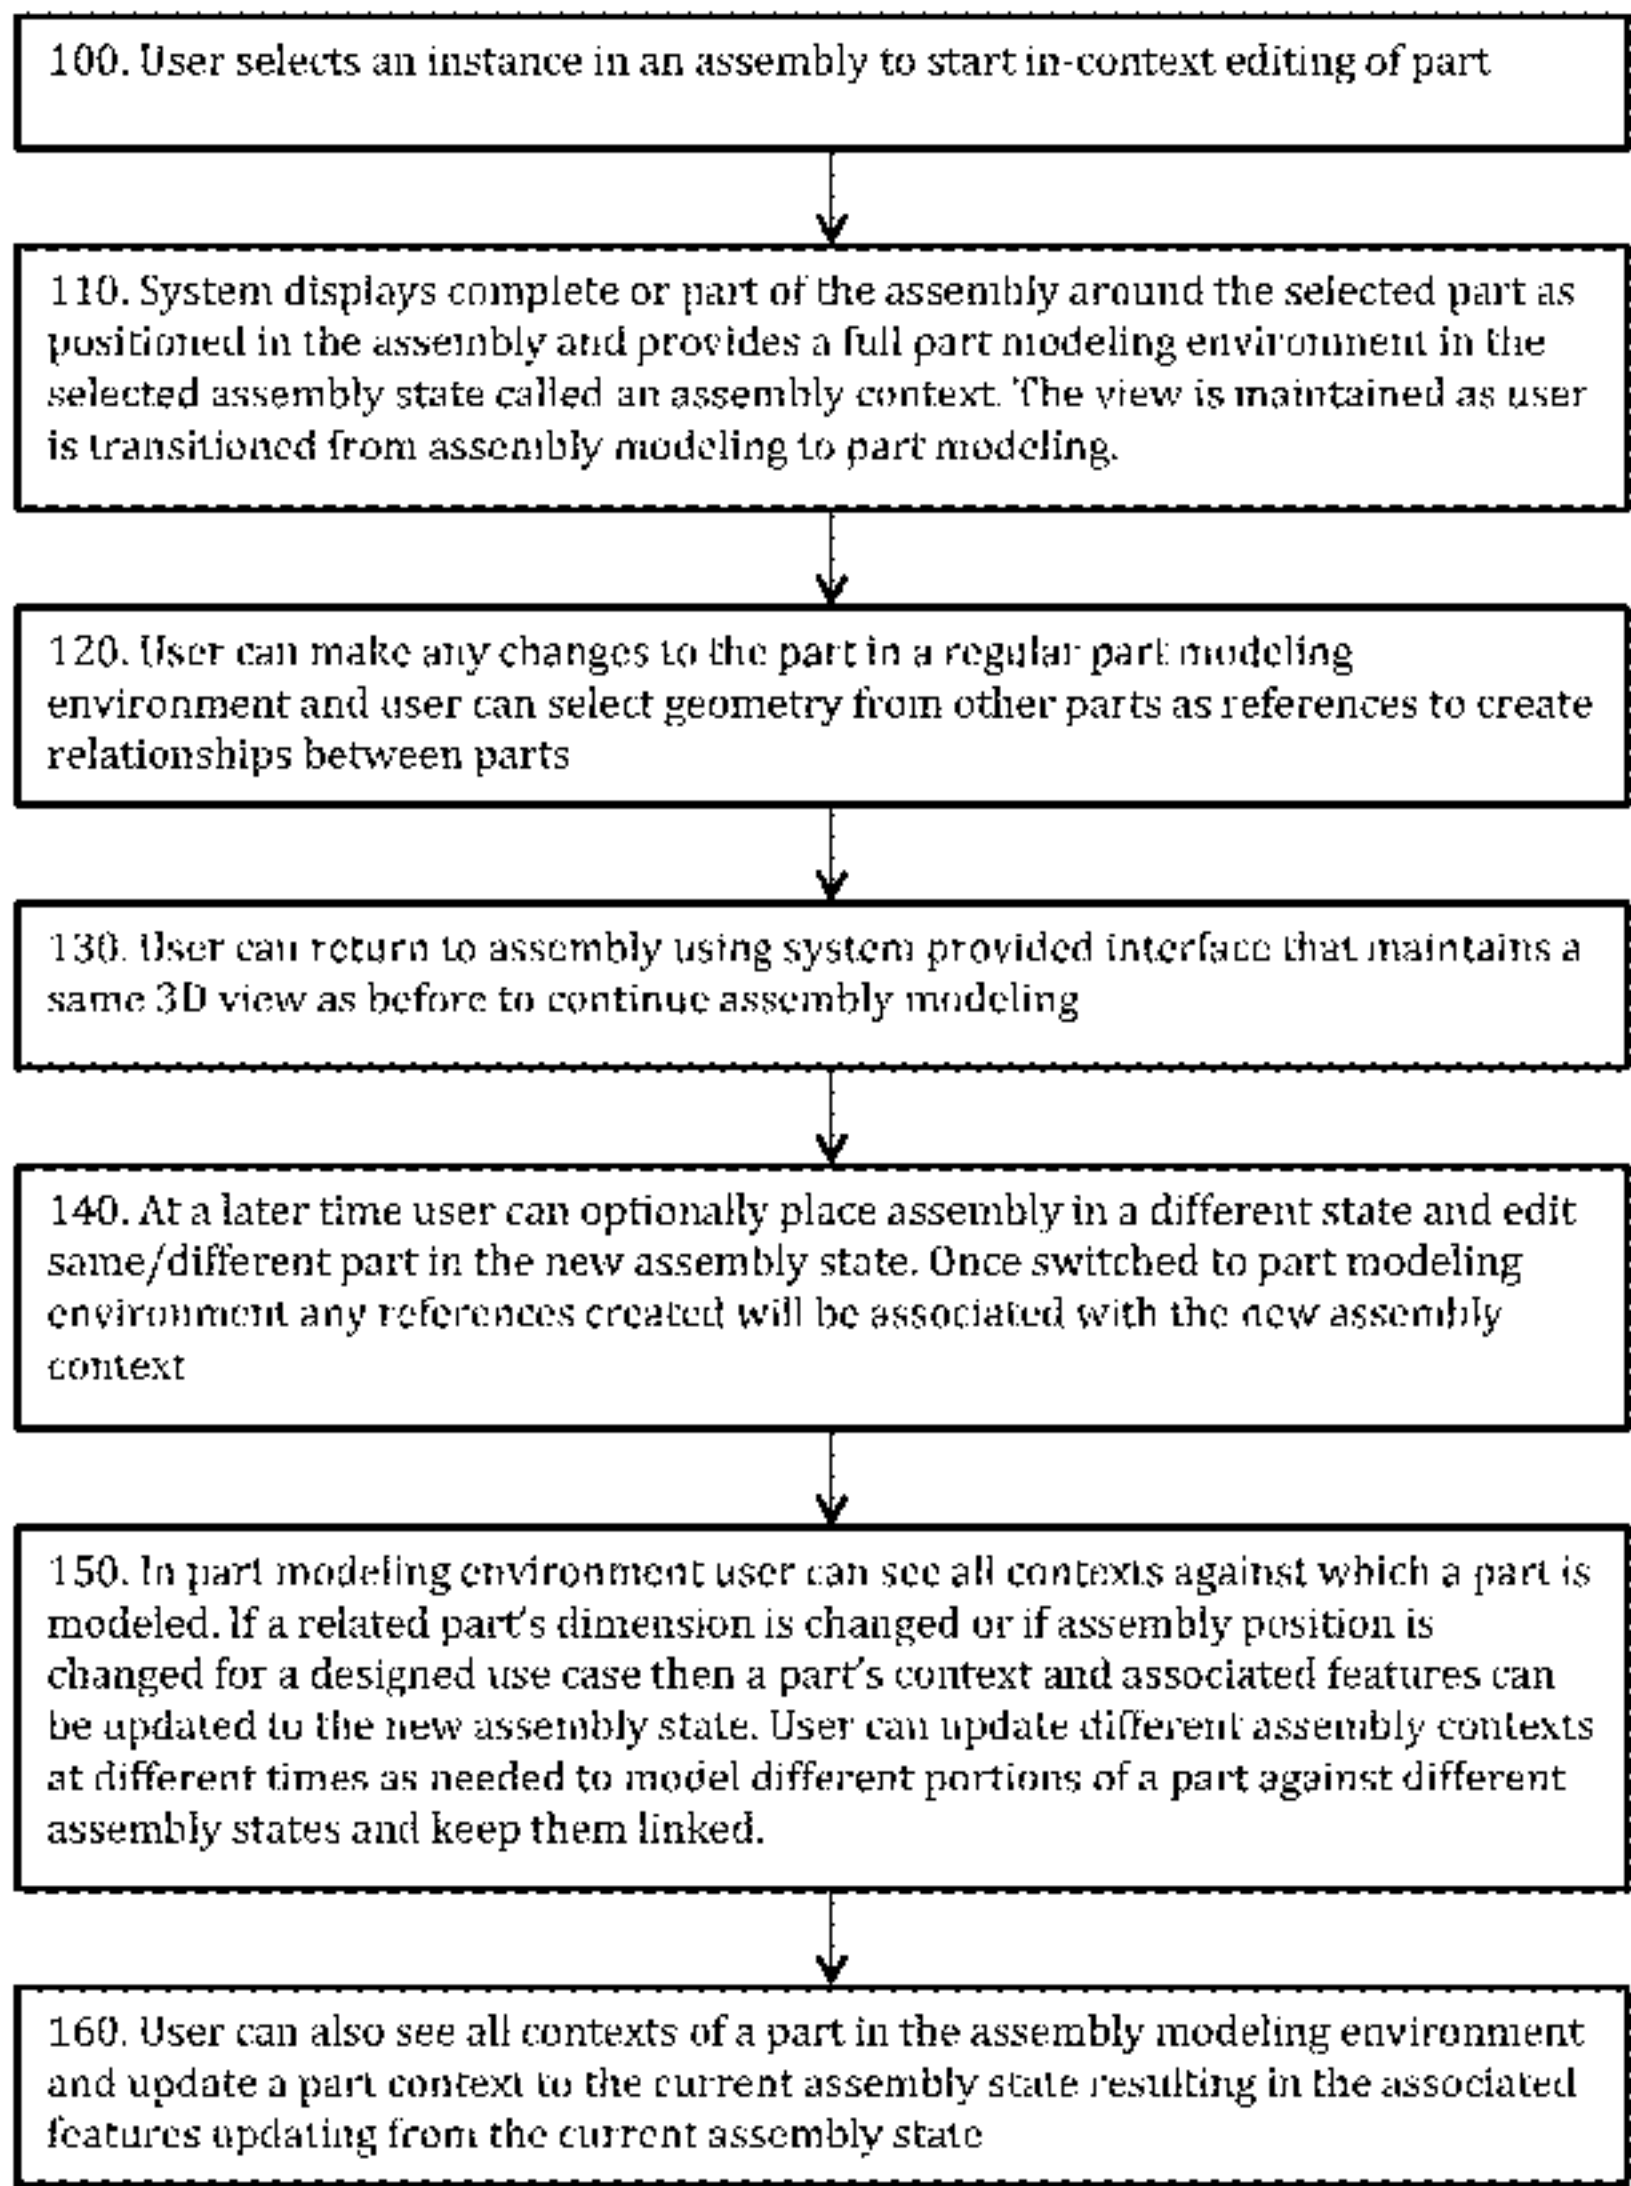 100. User selects an instance in an assembly to start in-context editing of part
110. System displays complete or part of the assembly around the selected part as
positioned in the assembly and provides a full part modeling environment in the
selected assembly state called an assembly context. The view is maintained as user
is transitioned from assembly modeling to part modeling.
120. User can make any changes to the part in a regular part modeling
environment and user can select geometry from other parts as references to create
relationships between parts
130. User can return to assembly using system provided interface that maintains a
same 3D view as before to continue assembly modeling
140. At a later time user can optionally place assembly in a different state and edit
same/different part in the new assembly state. Once switched to part modeling
environment any references created will be associated with the new assembly
context
150. In part modeling environment user can see all contexts against which a part is
modeled. If a related part's dimension is changed or if assembly position is
changed for a designed use case then a part's context and associated features can
be updated to the new assembly state. User can update different assembly contexts
at different times as needed to model different portions of a part against different
assembly states and keep them linked.
160. User can also see all contexts of a part in the assembly modeling environment
and update a part context to the current assembly state resulting in the associated
features updating from the current assembly state